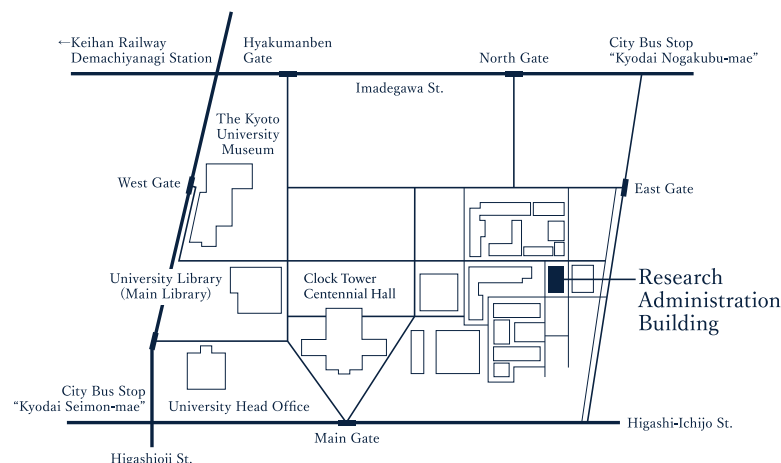 ←Keihan Railway
Demachiyanagi Station
Hyakumanben
Gate
North Gate
City Bus Stop
“Kyodai Nogakubu-mae”
Imadegawa St.
The Kyoto
University
Museum
West Gate
East Gate
University Library
(Main Library)
Clock Tower
Centennial Hall
Research
Administration
Building
City Bus Stop
“Kyodai Seimon-mae”
University Head Office
Main Gate
Higashi-Ichijo St.
Higashioji St.